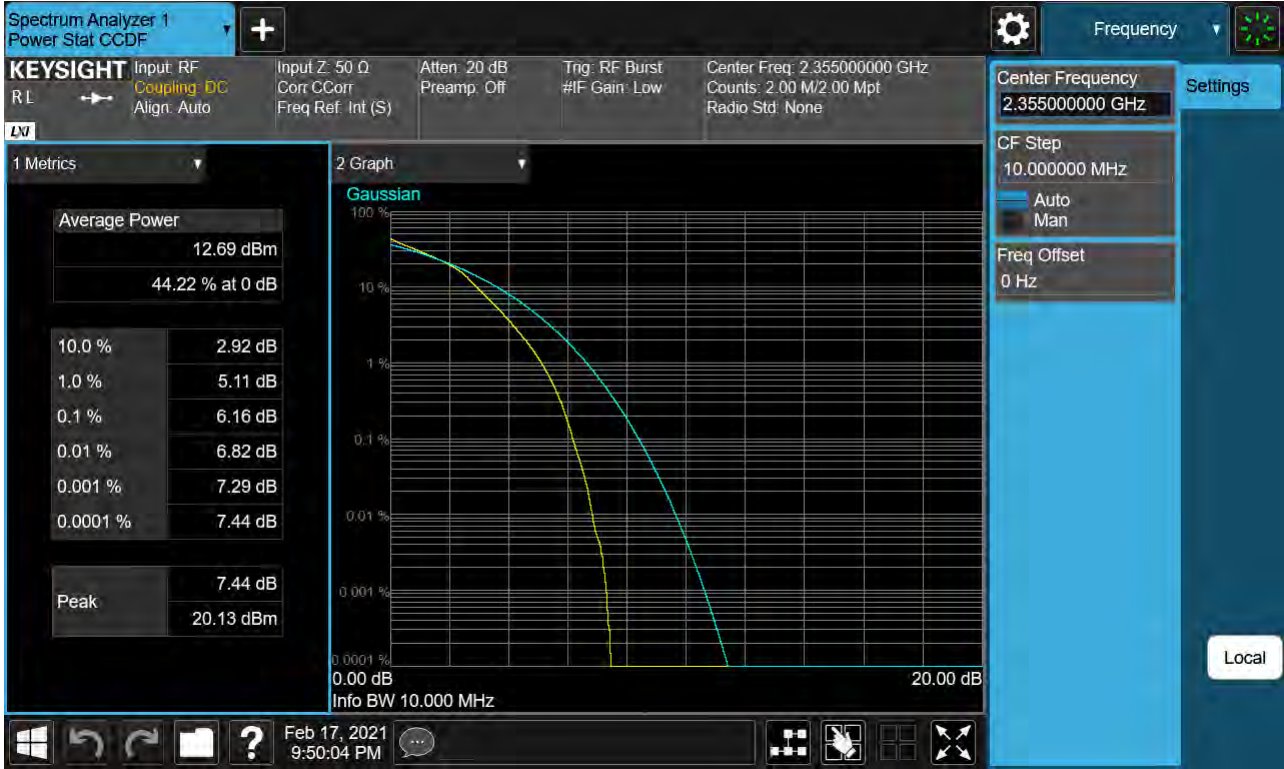 Spectrum Analyzer 1
Power Stat CCDF
+
Frequency
KEYSIGHT
RL
LXI
Input: RF
Coupling: DC
Align: Auto
Input Z: 50 Ω
Corr CCorr
Freq Ref: Int (S)
Atten: 20 dB
Preamp: Off
Trig: RF Burst
#IF Gain: Low
Center Freq: 2.355000000 GHz
Counts: 2.00 M/2.00 Mpt
Radio Std: None
1 Metrics
Average Power
12.69 dBm
44.22 % at 0 dB
10.0 % 2.92 dB
1.0 % 5.11 dB
0.1 % 6.16 dB
0.01 % 6.82 dB
0.001 % 7.29 dB
0.0001 % 7.44 dB
Peak
7.44 dB
20.13 dBm
2 Graph
Gaussian
100 %
10 %
1 %
0.1 %
0.01 %
0.001 %
0.0001 %
0.00 dB 20.00 dB
Info BW 10.000 MHz
Center Frequency
2.355000000 GHz
CF Step
10.000000 MHz
Auto
Man
Freq Offset
0 Hz
Settings
Local
?
Feb 17, 2021
9:50:04 PM